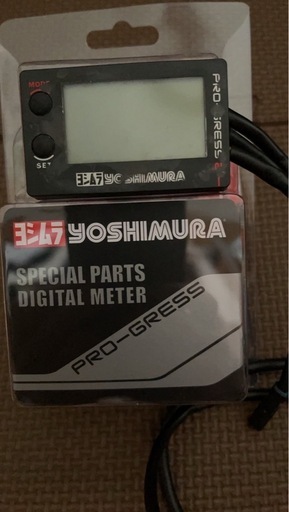 MODE
SET
PRO-GRESS
ヨシムラ YOSHIMURA
ヨシムラ YOSHIMURA
SPECIAL PARTS
DIGITAL METER
PRO-GRESS